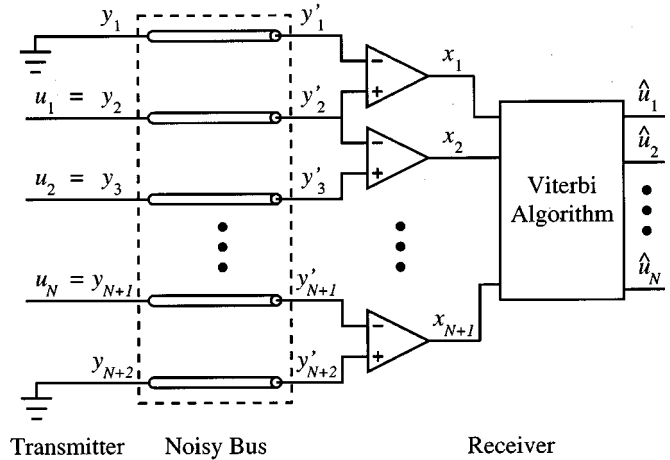 y1 y'1
− + x1
u1 = y2 y'2 û1
− + x2 û2
u2 = y3 y'3
Viterbi
Algorithm
uN = yN+1 y'N+1 ûN
− + xN+1
yN+2 y'N+2
Transmitter Noisy Bus Receiver